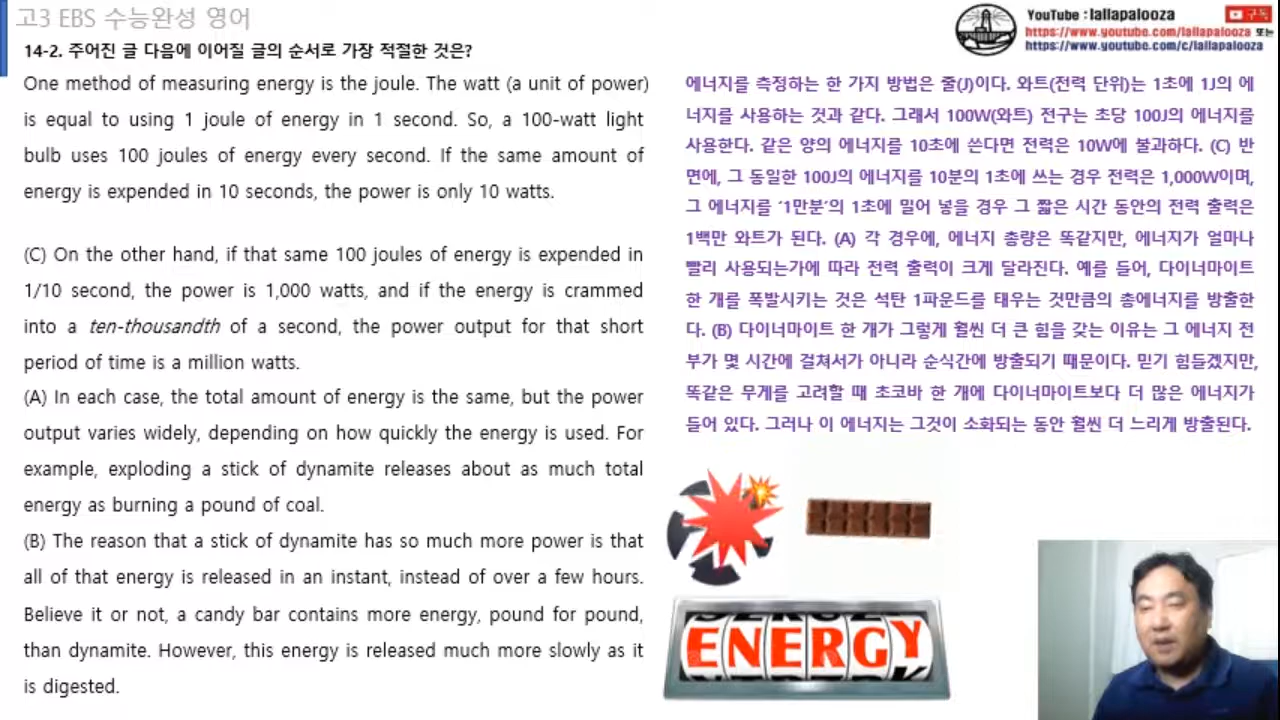 고3 EBS 수능완성 영어
YouTube : lallapalooza
구독
https://www.youtube.com/lallapalooza 또는
https://www.youtube.com/c/lallapalooza
14-2. 주어진 글 다음에 이어질 글의 순서로 가장 적절한 것은?
One method of measuring energy is the joule. The watt (a unit of power)
is equal to using 1 joule of energy in 1 second. So, a 100-watt light
bulb uses 100 joules of energy every second. If the same amount of
energy is expended in 10 seconds, the power is only 10 watts.
(C) On the other hand, if that same 100 joules of energy is expended in
1/10 second, the power is 1,000 watts, and if the energy is crammed
into a ten-thousandth of a second, the power output for that short
period of time is a million watts.
(A) In each case, the total amount of energy is the same, but the power
output varies widely, depending on how quickly the energy is used. For
example, exploding a stick of dynamite releases about as much total
energy as burning a pound of coal.
(B) The reason that a stick of dynamite has so much more power is that
all of that energy is released in an instant, instead of over a few hours.
Believe it or not, a candy bar contains more energy, pound for pound,
than dynamite. However, this energy is released much more slowly as it
is digested.
에너지를 측정하는 한 가지 방법은 줄(J)이다. 와트(전력 단위)는 1초에 1J의 에
너지를 사용하는 것과 같다. 그래서 100W(와트) 전구는 초당 100J의 에너지를
사용한다. 같은 양의 에너지를 10초에 쓴다면 전력은 10W에 불과하다. (C) 반
면에, 그 동일한 100J의 에너지를 10분의 1초에 쓰는 경우 전력은 1,000W이며,
그 에너지를 ‘1만분’의 1초에 밀어 넣을 경우 그 짧은 시간 동안의 전력 출력은
1백만 와트가 된다. (A) 각 경우에, 에너지 총량은 똑같지만, 에너지가 얼마나
빨리 사용되는가에 따라 전력 출력이 크게 달라진다. 예를 들어, 다이너마이트
한 개를 폭발시키는 것은 석탄 1파운드를 태우는 것만큼의 총에너지를 방출한
다. (B) 다이너마이트 한 개가 그렇게 훨씬 더 큰 힘을 갖는 이유는 그 에너지 전
부가 몇 시간에 걸쳐서가 아니라 순식간에 방출되기 때문이다. 믿기 힘들겠지만,
똑같은 무게를 고려할 때 초코바 한 개에 다이너마이트보다 더 많은 에너지가
들어 있다. 그러나 이 에너지는 그것이 소화되는 동안 훨씬 더 느리게 방출된다.
ENERGY